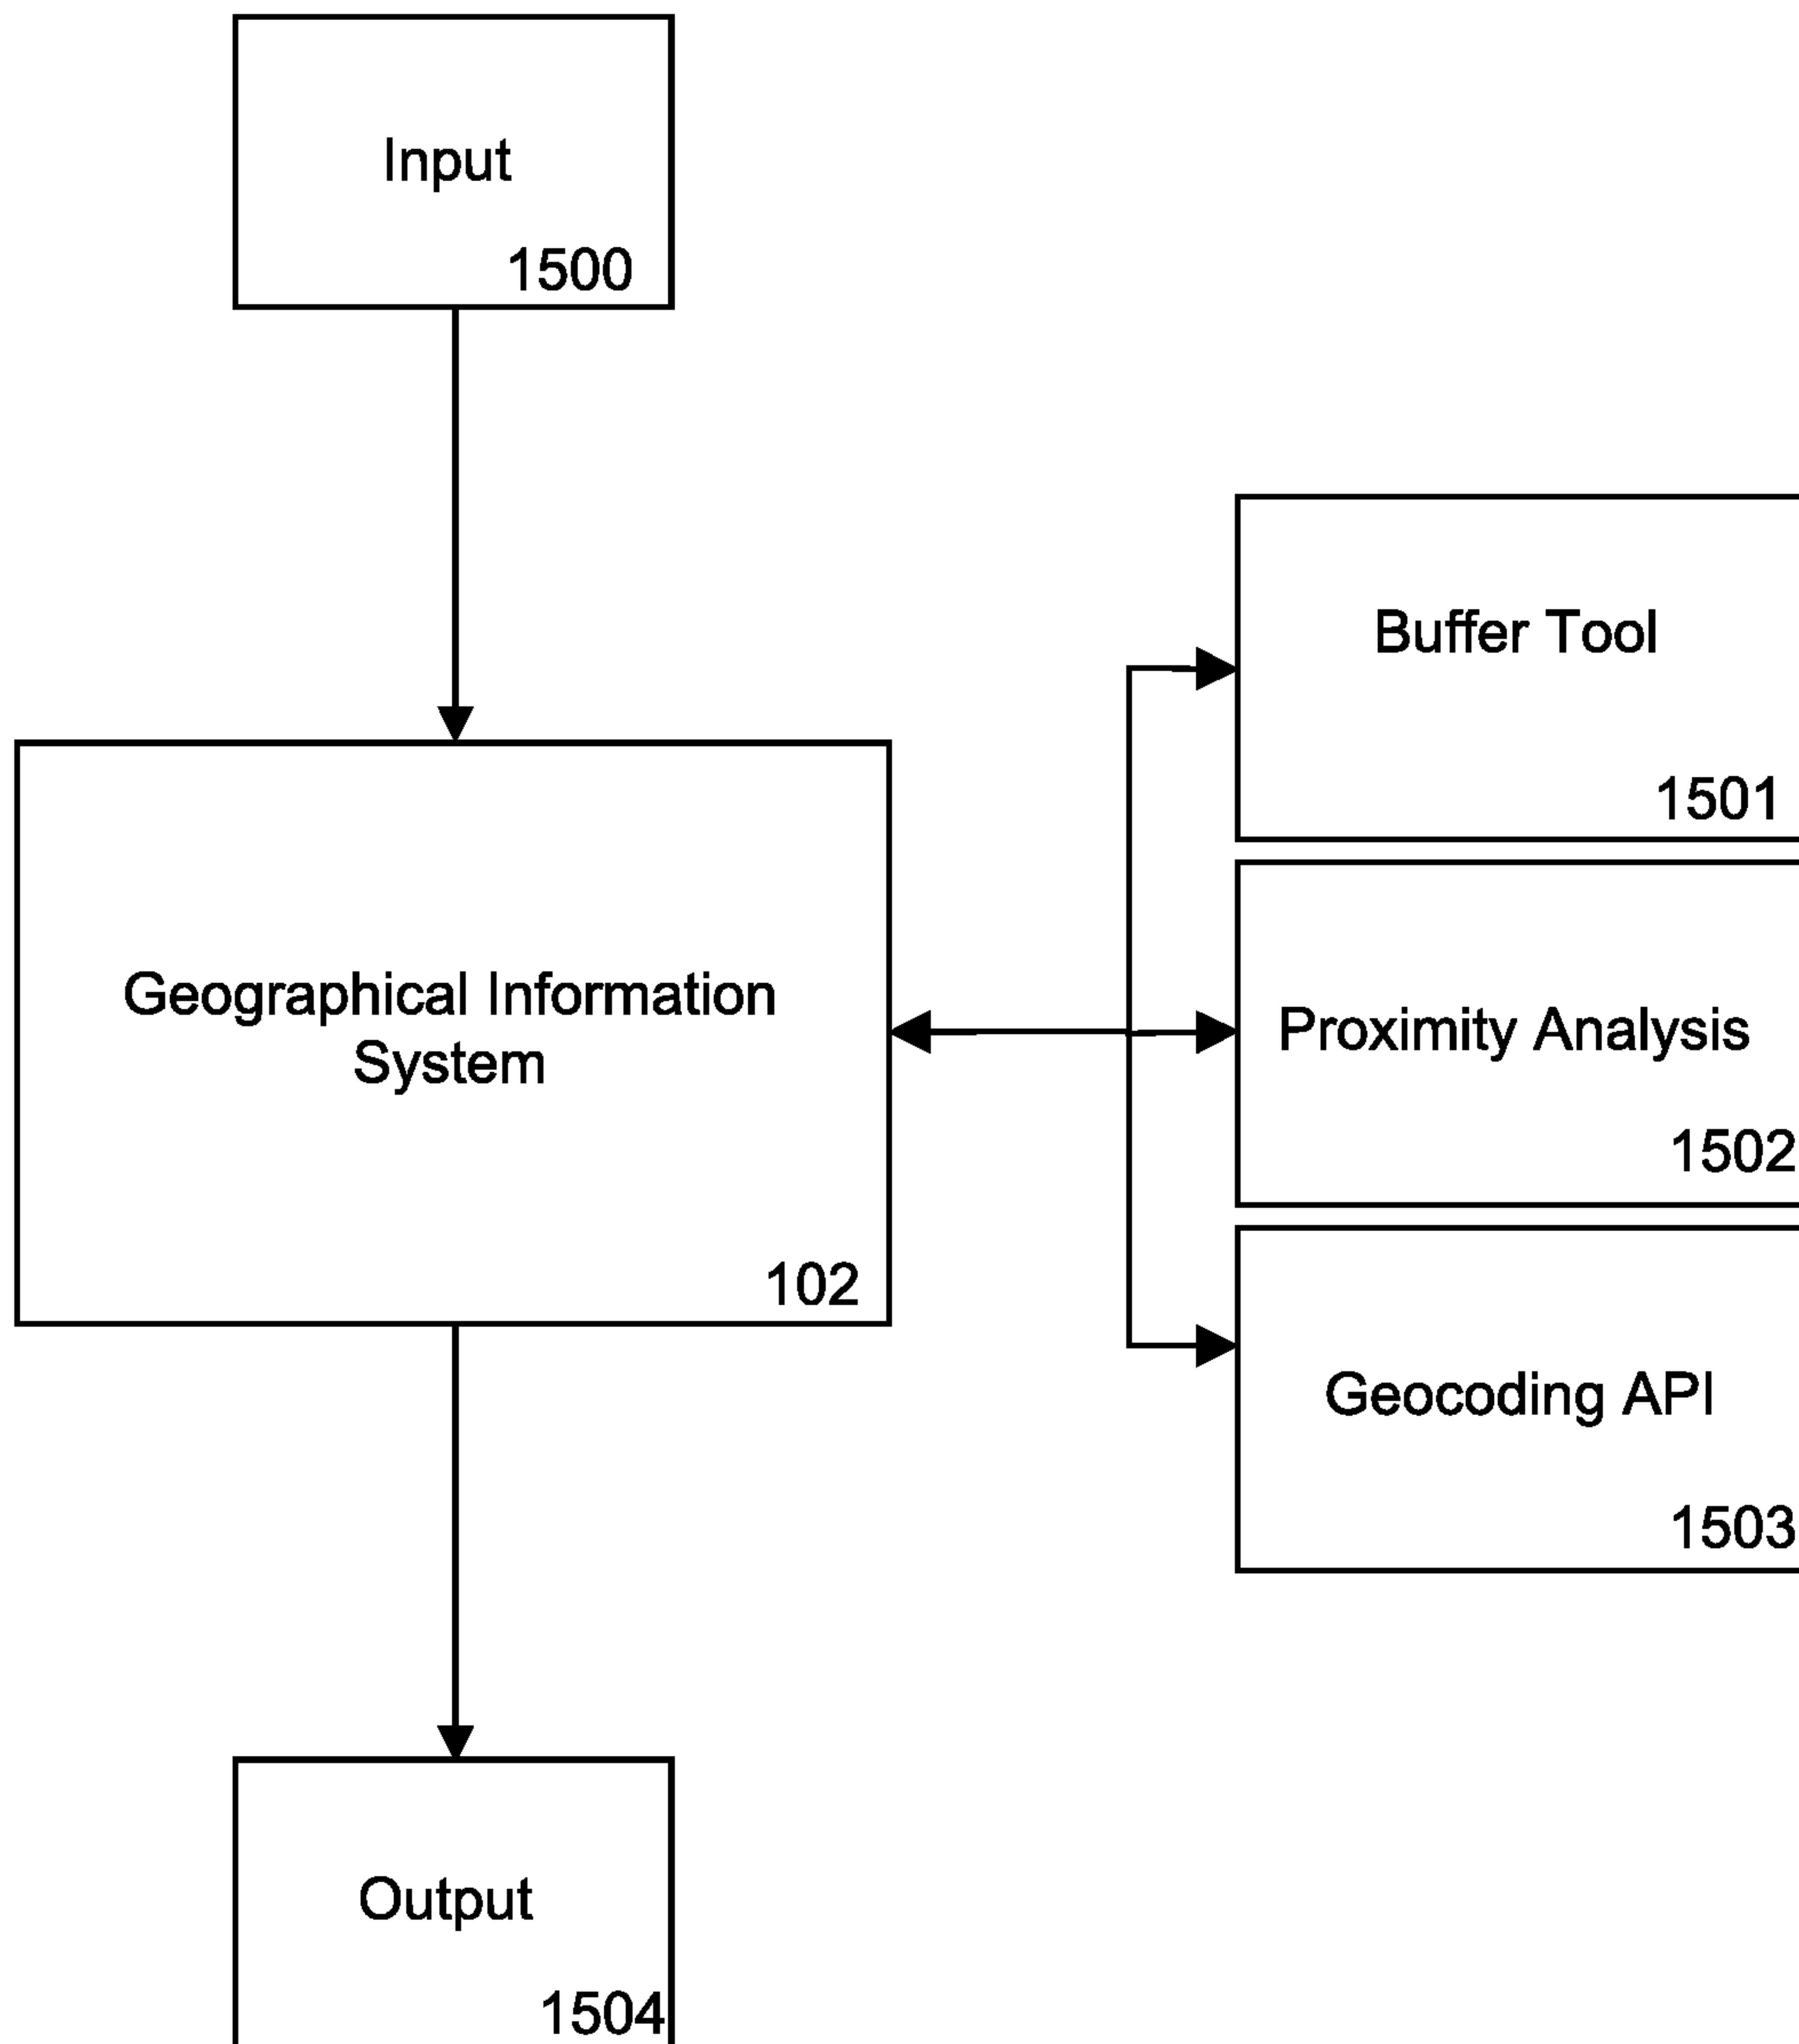 Input
1500
Buffer Tool
1501
Geographical Information
System
102
Proximity Analysis
1502
Geocoding API
1503
Output
1504